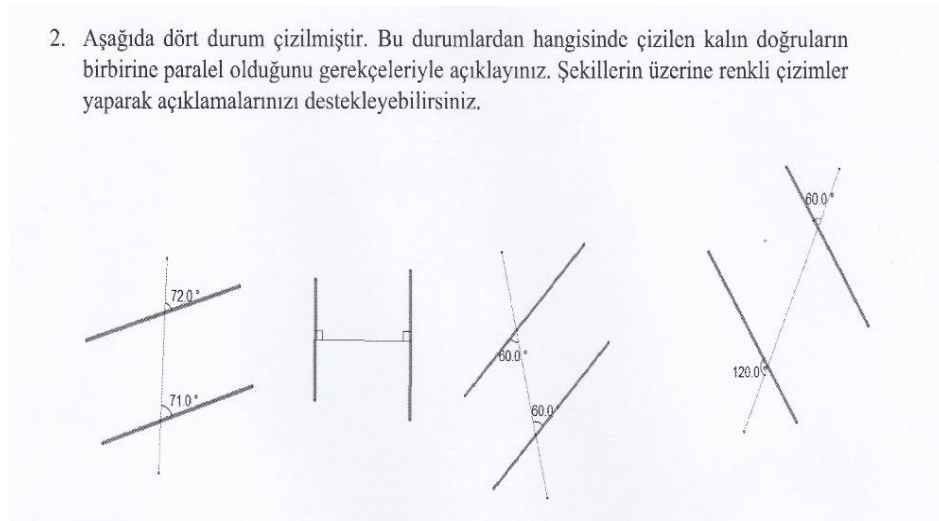 2. Aşağıda dört durum çizilmiştir. Bu durumlardan hangisinde çizilen kalın doğruların
birbirine paralel olduğunu gerekçeleriyle açıklayınız. Şekillerin üzerine renkli çizimler
yaparak açıklamalarınızı destekleyebilirsiniz.
60.0°
72.0°
60.0°
120.0
71.0°
60.0